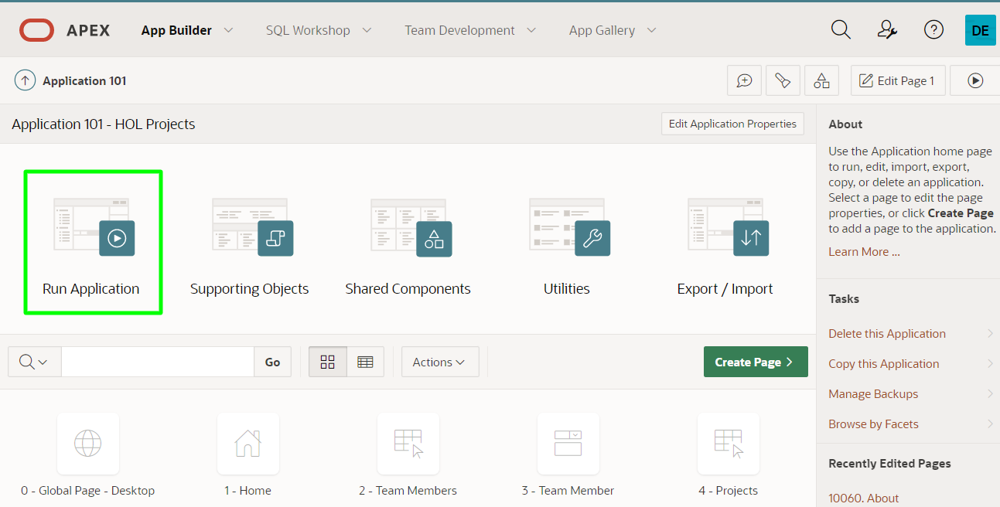 APEX App Builder SQL Workshop Team Development App Gallery DE
Application 101 Edit Page 1
Application 101 - HOL Projects Edit Application Properties
Run Application Supporting Objects Shared Components Utilities Export / Import
Go Actions Create Page
0 - Global Page - Desktop 1 - Home 2 - Team Members 3 - Team Member 4 - Projects
About
Use the Application home page
to run, edit, import, export,
copy, or delete an application.
Select a page to edit the page
properties, or click Create Page
to add a page to the application.
Learn More ...
Tasks
Delete this Application
Copy this Application
Manage Backups
Browse by Facets
Recently Edited Pages
10060. About